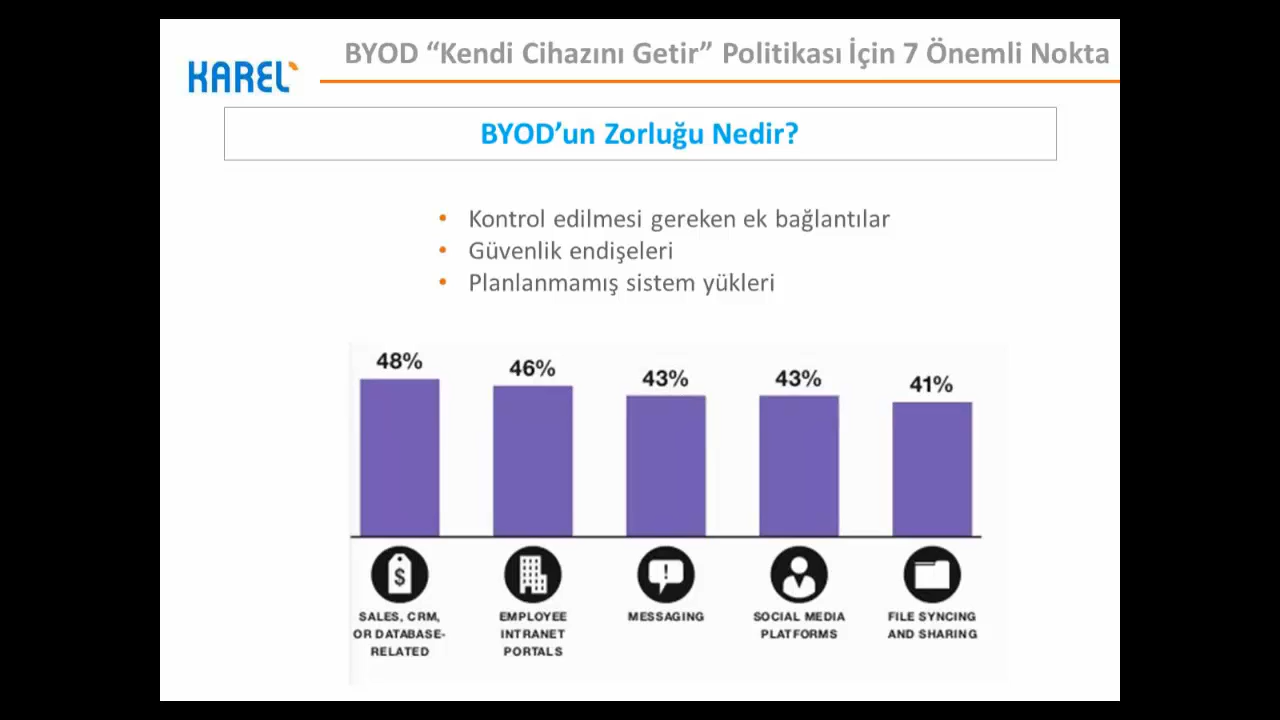 BYOD “Kendi Cihazını Getir” Politikası İçin 7 Önemli Nokta
KAREL
BYOD’un Zorluğu Nedir?
• Kontrol edilmesi gereken ek bağlantılar
• Güvenlik endişeleri
• Planlanmamış sistem yükleri
48% 46% 43% 43% 41%
SALES, CRM,
OR DATABASE-
RELATED
EMPLOYEE
INTRANET
PORTALS
MESSAGING
SOCIAL MEDIA
PLATFORMS
FILE SYNCING
AND SHARING